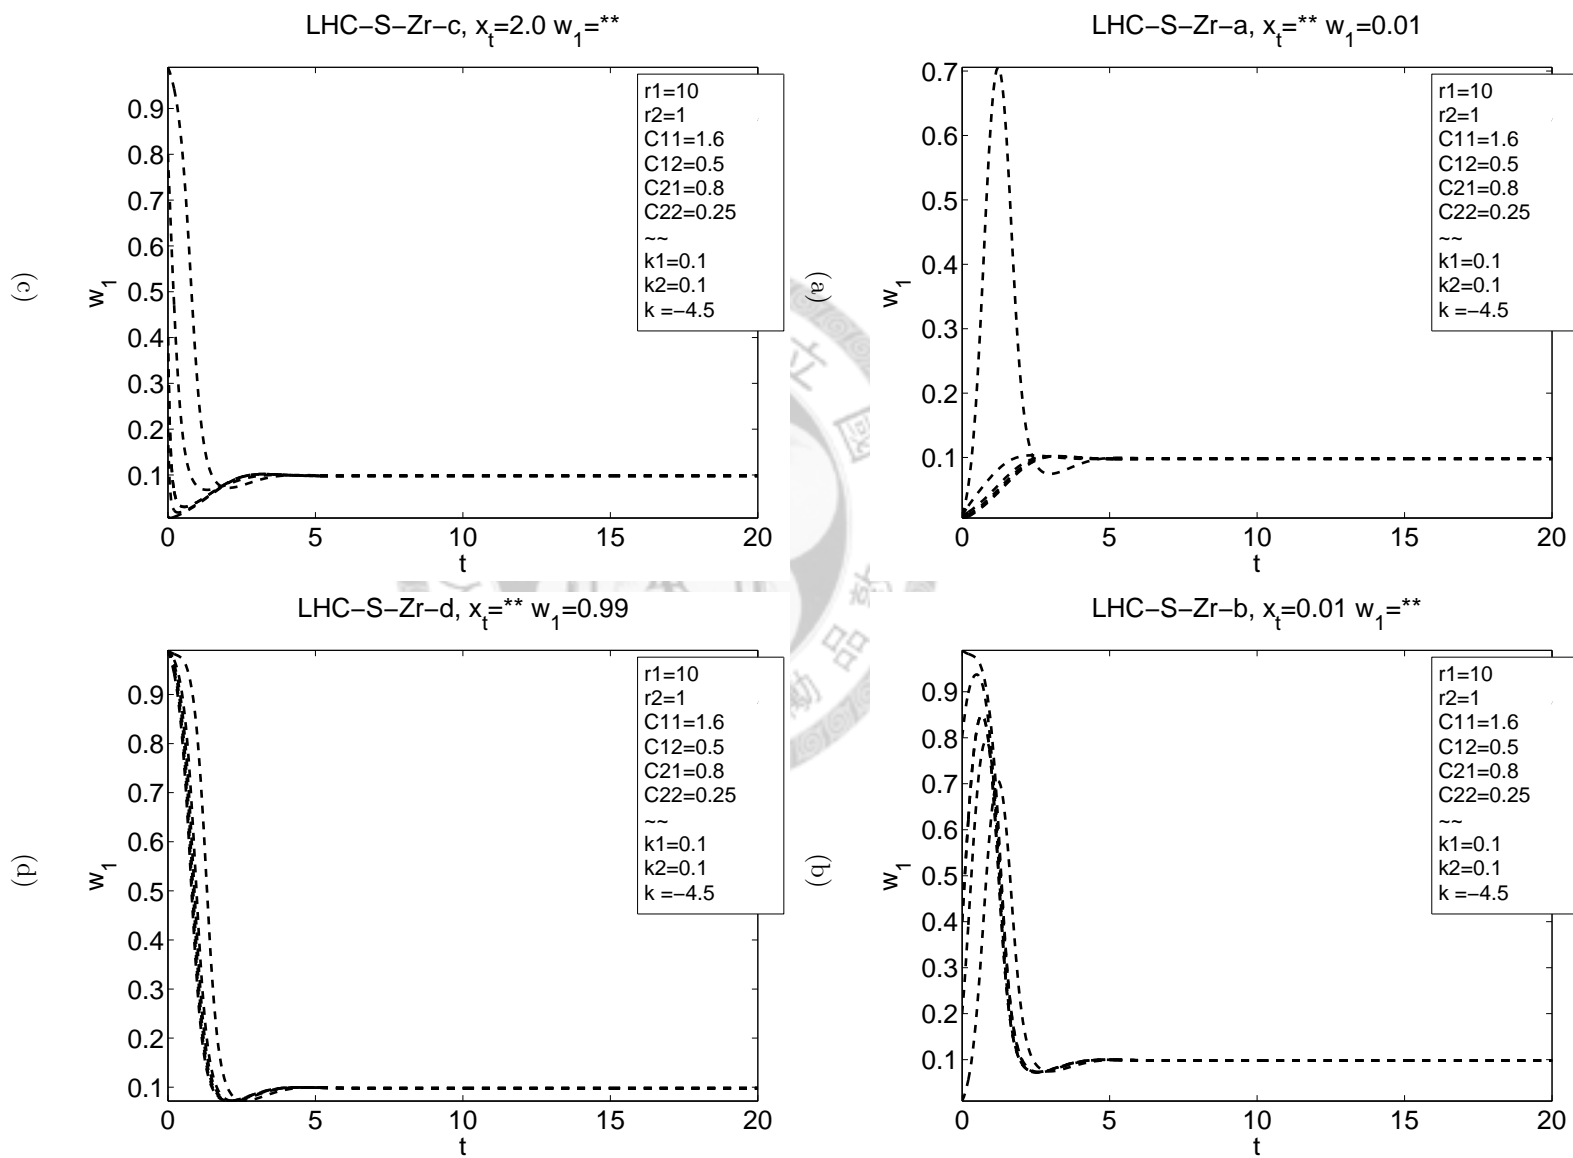 LHC−S−Zr−c, x_t=2.0 w_1=**
0.9
0.8
0.7
0.6
0.5
0.4
0.3
0.2
0.1
w_1
0
5
10
15
20
t
r1=10
r2=1
C11=1.6
C12=0.5
C21=0.8
C22=0.25
~~
k1=0.1
k2=0.1
k =−4.5
(c)
LHC−S−Zr−a, x_t=** w_1=0.01
0.7
0.6
0.5
0.4
0.3
0.2
0.1
w_1
0
5
10
15
20
t
r1=10
r2=1
C11=1.6
C12=0.5
C21=0.8
C22=0.25
~~
k1=0.1
k2=0.1
k =−4.5
(a)
LHC−S−Zr−d, x_t=** w_1=0.99
0.9
0.8
0.7
0.6
0.5
0.4
0.3
0.2
0.1
w_1
0
5
10
15
20
t
r1=10
r2=1
C11=1.6
C12=0.5
C21=0.8
C22=0.25
~~
k1=0.1
k2=0.1
k =−4.5
(d)
LHC−S−Zr−b, x_t=0.01 w_1=**
0.9
0.8
0.7
0.6
0.5
0.4
0.3
0.2
0.1
w_1
0
5
10
15
20
t
r1=10
r2=1
C11=1.6
C12=0.5
C21=0.8
C22=0.25
~~
k1=0.1
k2=0.1
k =−4.5
(b)
立
國
品
勵